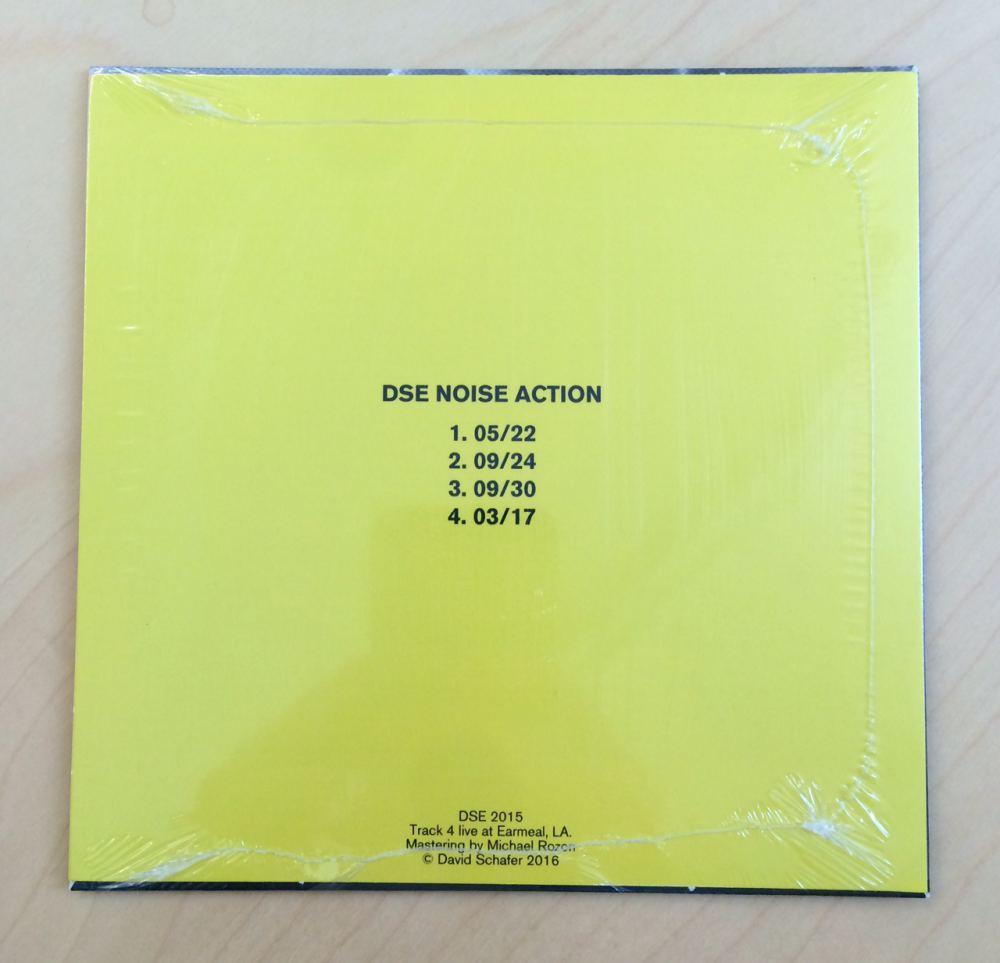 DSE NOISE ACTION
1. 05/22
2. 09/24
3. 09/30
4. 03/17
DSE 2015
Track 4 live at Earmeal, LA.
Mastering by Michael Rozon
© David Schafer 2016